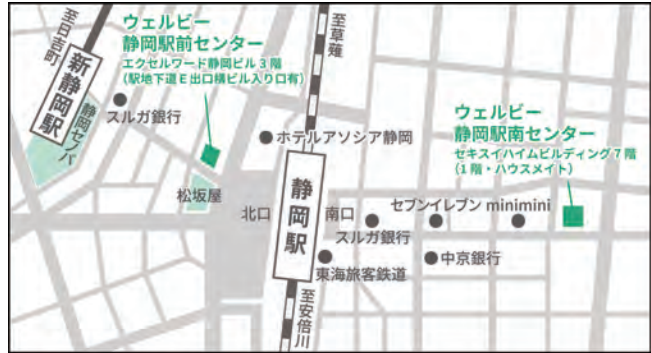 至日吉町
新静岡駅
静岡セノバ
スルガ銀行
ウェルビー
静岡駅前センター
エクセルワード静岡ビル3階
（駅地下道E出口横ビル入り口有）
松坂屋
至草薙
ホテルアソシア静岡
北口
静岡駅
南口
スルガ銀行
セブンイレブン
minimini
東海旅客鉄道
中京銀行
至安倍川
ウェルビー
静岡駅南センター
セキスイハイムビルディング7階
（1階・ハウスメイト）